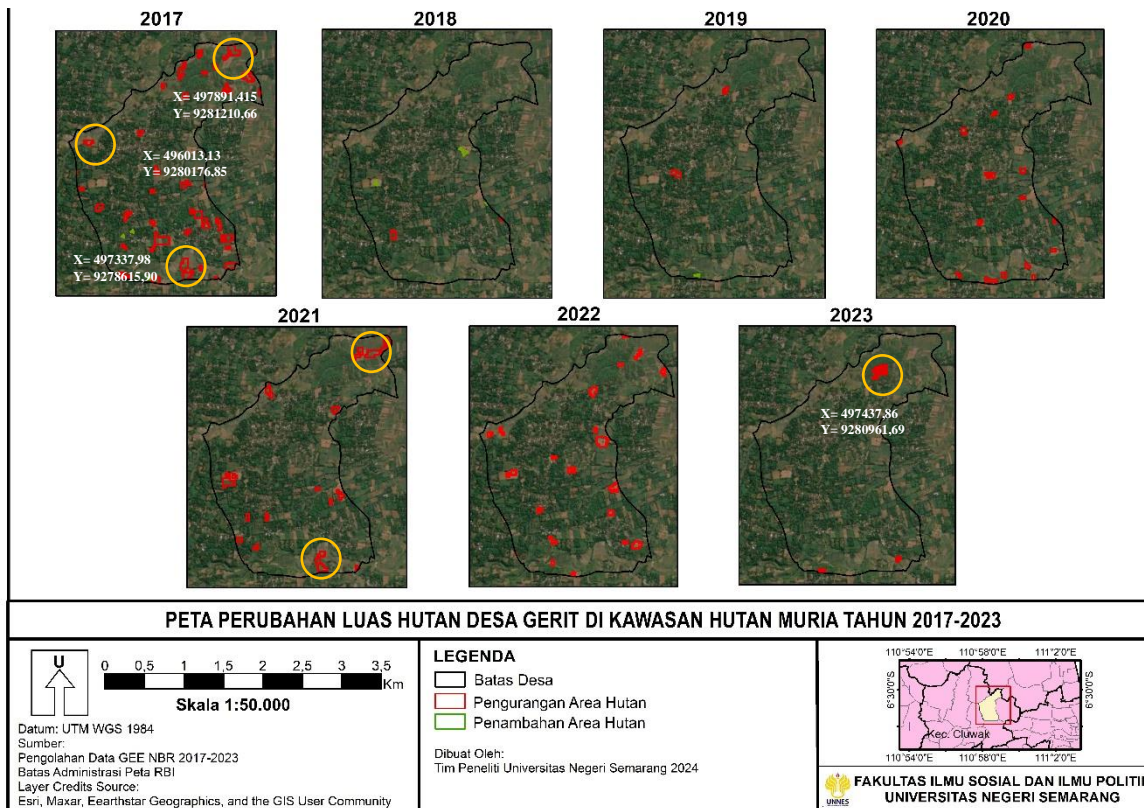 2017
2018
2019
2020
X= 497891,415
Y= 9281210,66
X= 496013,13
Y= 9280176,85
X= 497337,98
Y= 9278615,90
2021
2022
2023
X= 497437,86
Y= 9280961,69
PETA PERUBAHAN LUAS HUTAN DESA GERIT DI KAWASAN HUTAN MURIA TAHUN 2017-2023
U
0 0,5 1 1,5 2 2,5 3 3,5
Km
Skala 1:50.000
Datum: UTM WGS 1984
Sumber:
Pengolahan Data GEE NBR 2017-2023
Batas Administrasi Peta RBI
Layer Credits Source:
Esri, Maxar, Eearthstar Geographics, and the GIS User Community
LEGENDA
Batas Desa
Pengurangan Area Hutan
Penambahan Area Hutan
Dibuat Oleh:
Tim Peneliti Universitas Negeri Semarang 2024
110°54'0"E 110°58'0"E 111°2'0"E
6°30'0"S
6°30'0"S
Kec. Cluwak
110°54'0"E 110°58'0"E 111°2'0"E
UNNES
FAKULTAS ILMU SOSIAL DAN ILMU POLITI
UNIVERSITAS NEGERI SEMARANG